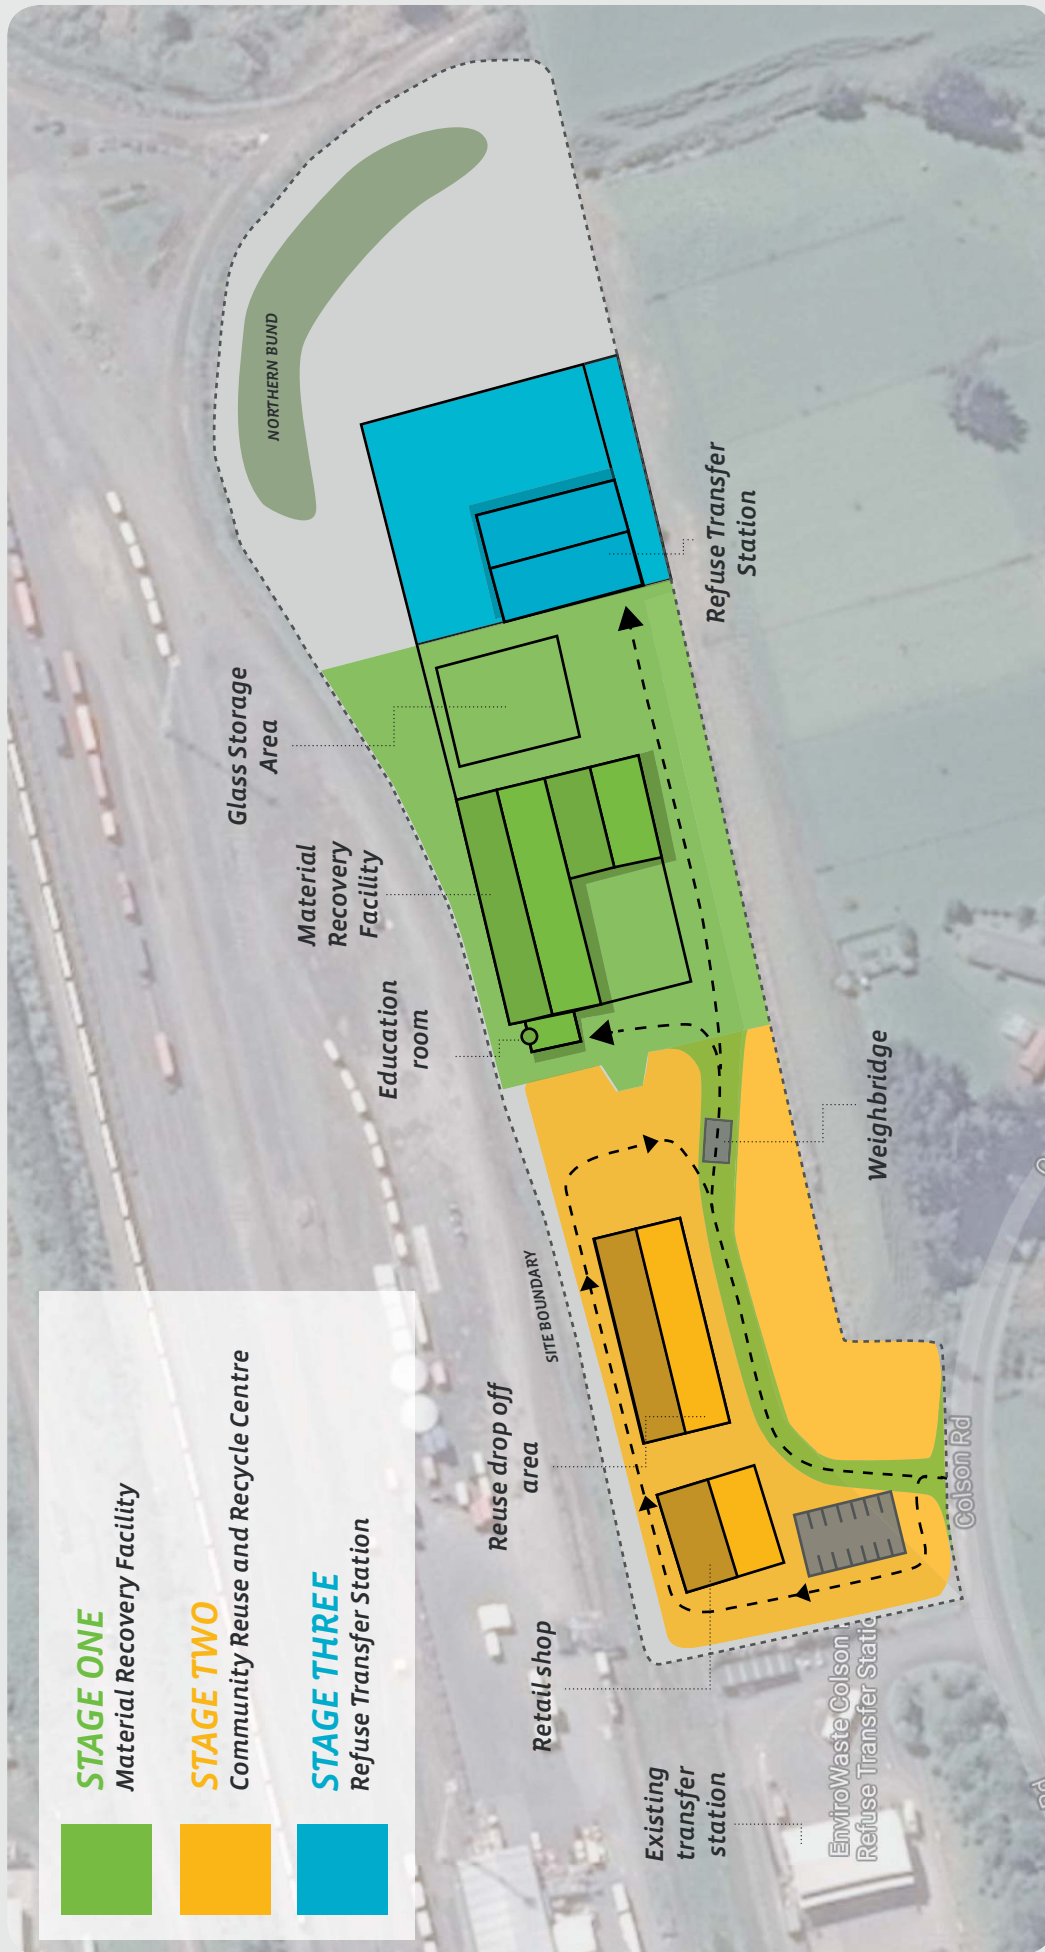 STAGE ONE
Material Recovery Facility
STAGE TWO
Community Reuse and Recycle Centre
STAGE THREE
Refuse Transfer Station
Existing
transfer
station
Retail shop
Reuse drop off
area
SITE BOUNDARY
Education
room
Material
Recovery
Facility
Glass Storage
Area
NORTHERN BUND
Refuse Transfer
Station
Weighbridge
Colson Rd
EnviroWaste Colson
Refuse Transfer Static